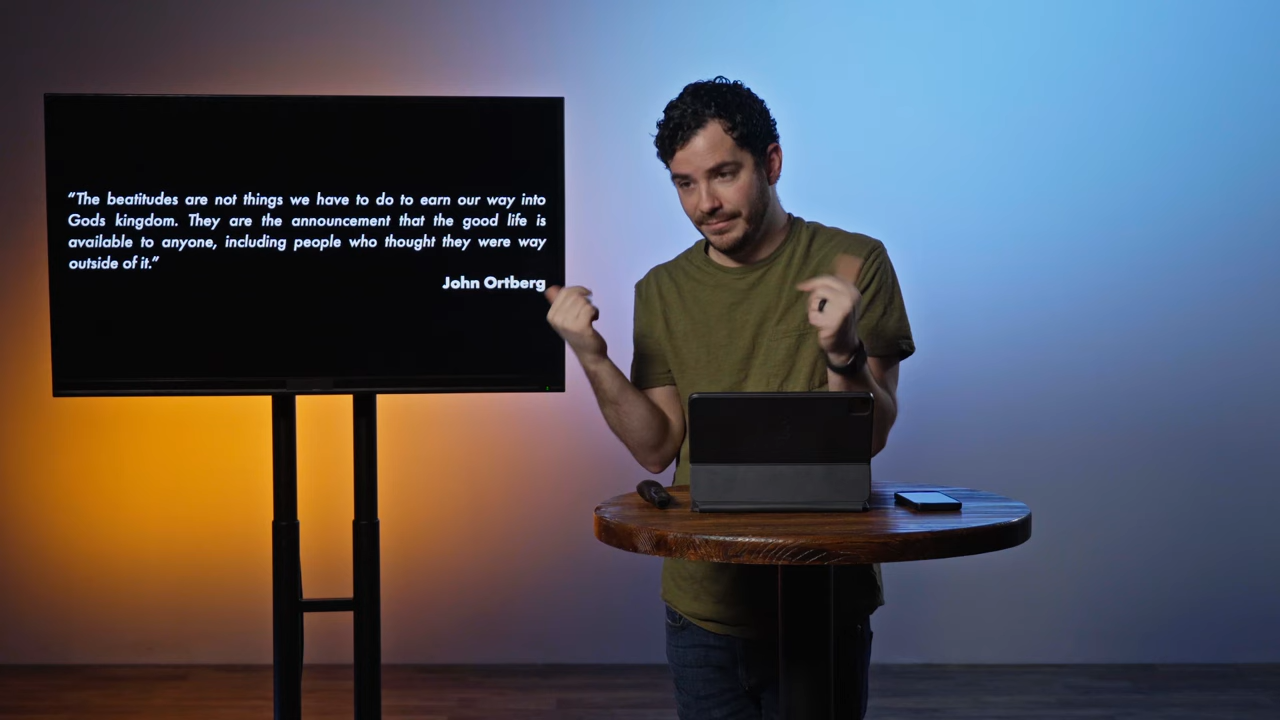 “The beatitudes are not things we have to do to earn our way into
Gods kingdom. They are the announcement that the good life is
available to anyone, including people who thought they were way
outside of it.”
John Ortberg